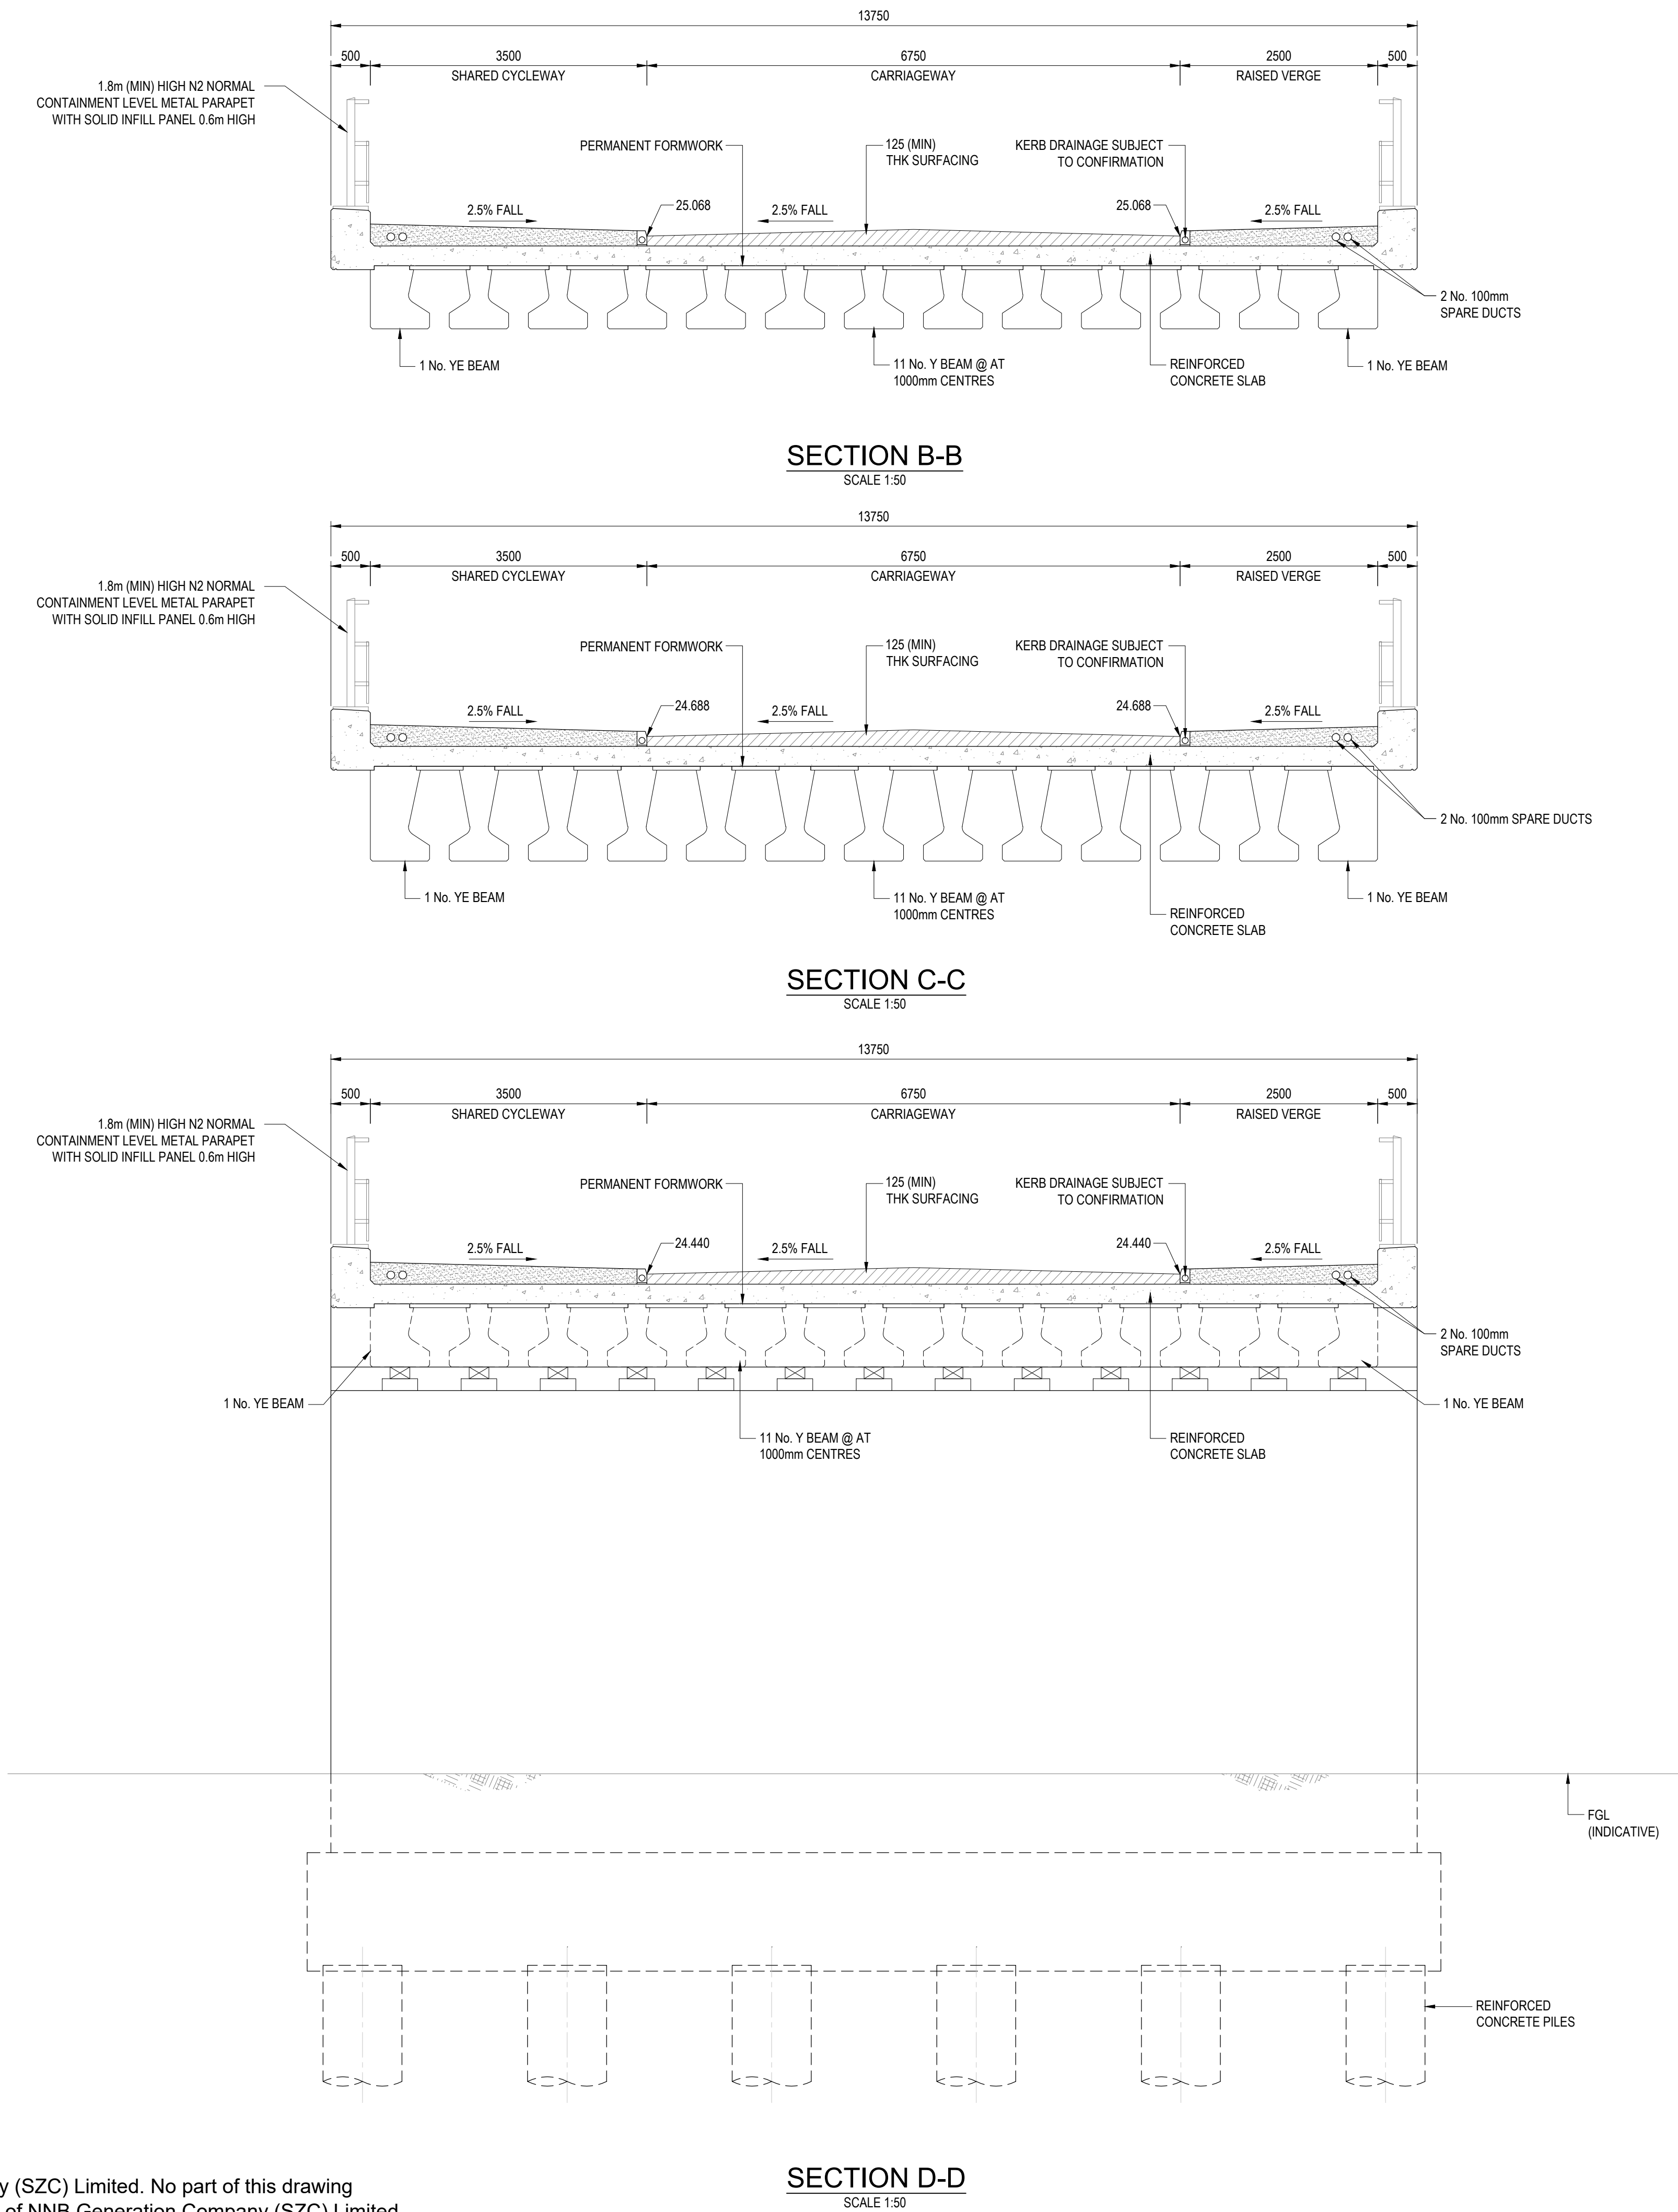 13750
500
3500
6750
2500
500
SHARED CYCLEWAY
CARRIAGEWAY
RAISED VERGE
1.8m (MIN) HIGH N2 NORMAL
CONTAINMENT LEVEL METAL PARAPET
WITH SOLID INFILL PANEL 0.6m HIGH
PERMANENT FORMWORK
125 (MIN)
THK SURFACING
KERB DRAINAGE SUBJECT
TO CONFIRMATION
2.5% FALL
25.068
2.5% FALL
25.068
2.5% FALL
2 No. 100mm
SPARE DUCTS
1 No. YE BEAM
11 No. Y BEAM @ AT
1000mm CENTRES
REINFORCED
CONCRETE SLAB
1 No. YE BEAM
SECTION B-B
SCALE 1:50
13750
500
3500
6750
2500
500
SHARED CYCLEWAY
CARRIAGEWAY
RAISED VERGE
1.8m (MIN) HIGH N2 NORMAL
CONTAINMENT LEVEL METAL PARAPET
WITH SOLID INFILL PANEL 0.6m HIGH
PERMANENT FORMWORK
125 (MIN)
THK SURFACING
KERB DRAINAGE SUBJECT
TO CONFIRMATION
2.5% FALL
24.688
2.5% FALL
24.688
2.5% FALL
2 No. 100mm SPARE DUCTS
1 No. YE BEAM
11 No. Y BEAM @ AT
1000mm CENTRES
REINFORCED
CONCRETE SLAB
1 No. YE BEAM
SECTION C-C
SCALE 1:50
13750
500
3500
6750
2500
500
SHARED CYCLEWAY
CARRIAGEWAY
RAISED VERGE
1.8m (MIN) HIGH N2 NORMAL
CONTAINMENT LEVEL METAL PARAPET
WITH SOLID INFILL PANEL 0.6m HIGH
PERMANENT FORMWORK
125 (MIN)
THK SURFACING
KERB DRAINAGE SUBJECT
TO CONFIRMATION
2.5% FALL
24.440
2.5% FALL
24.440
2.5% FALL
2 No. 100mm
SPARE DUCTS
1 No. YE BEAM
1 No. YE BEAM
11 No. Y BEAM @ AT
1000mm CENTRES
REINFORCED
CONCRETE SLAB
FGL
(INDICATIVE)
REINFORCED
CONCRETE PILES
SECTION D-D
SCALE 1:50
y (SZC) Limited. No part of this drawing
of NNB Generation Company (SZC) Limited